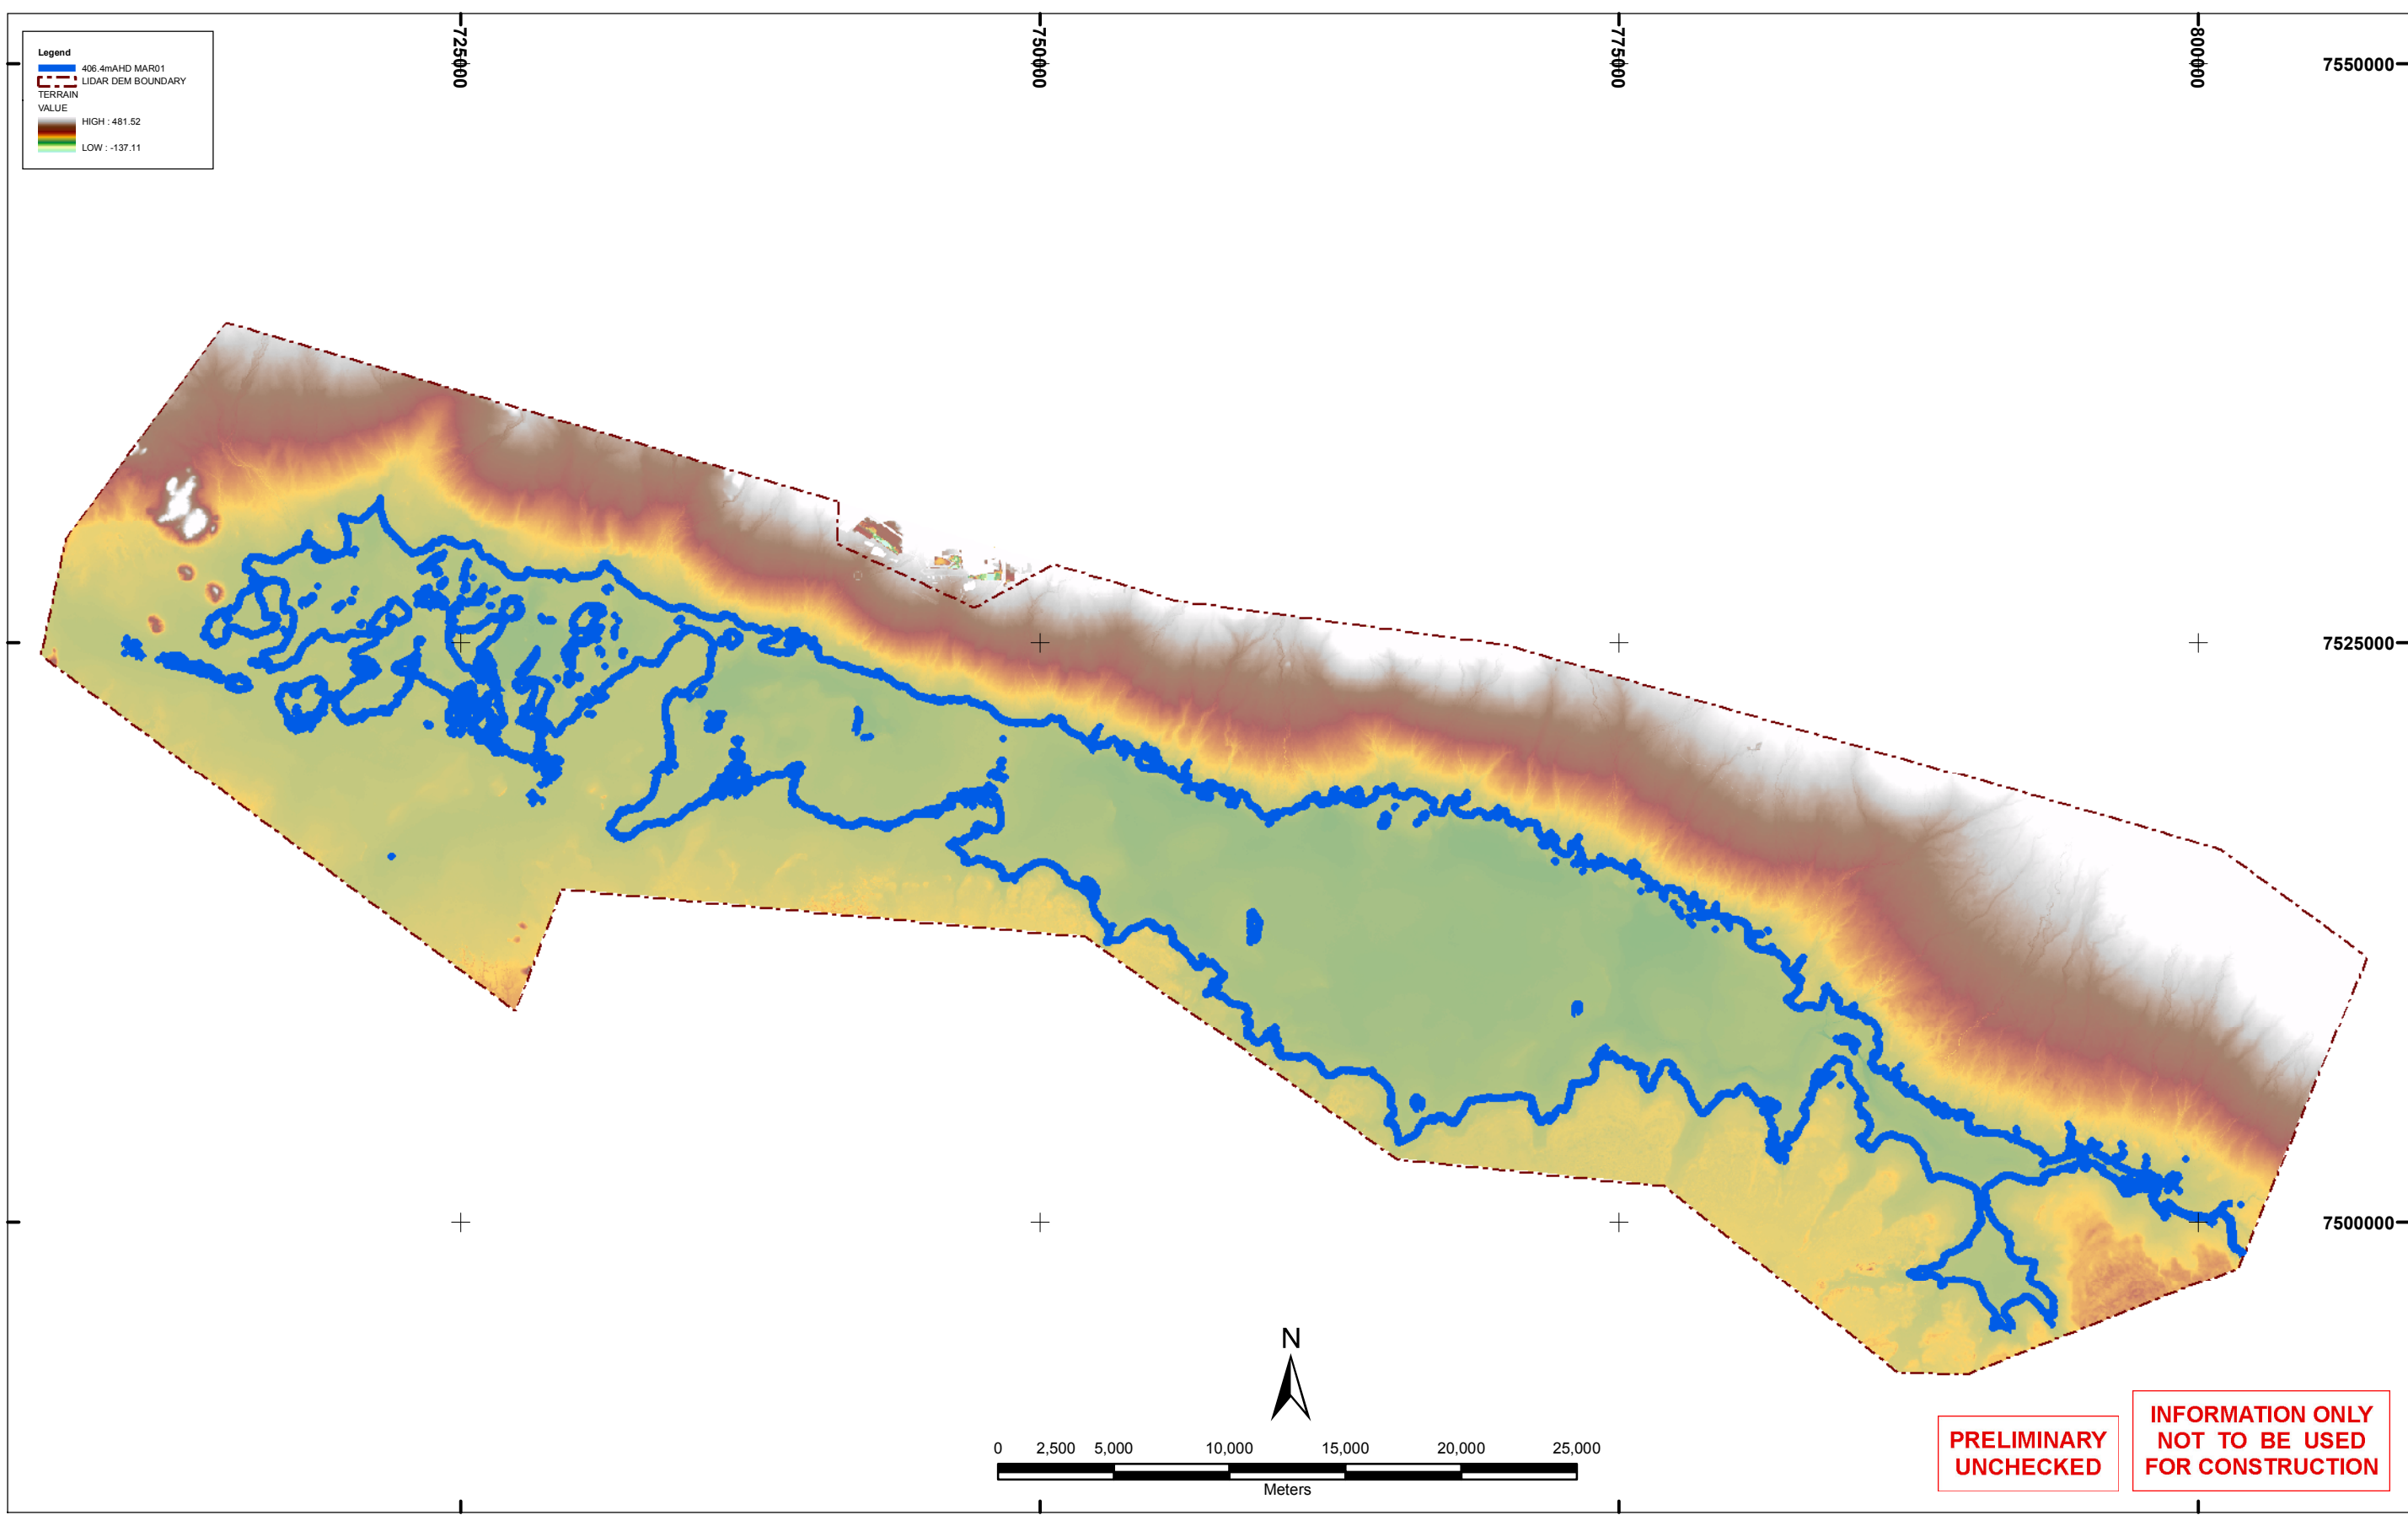 725000
750000
775000
800000
Legend
406.4mAHD MAR01
LIDAR DEM BOUNDARY
TERRAIN
VALUE
HIGH : 481.52
LOW : -137.11
7550000
7525000
7500000
N
0 2,500 5,000 10,000 15,000 20,000 25,000
Meters
PRELIMINARY
UNCHECKED
INFORMATION ONLY
NOT TO BE USED
FOR CONSTRUCTION